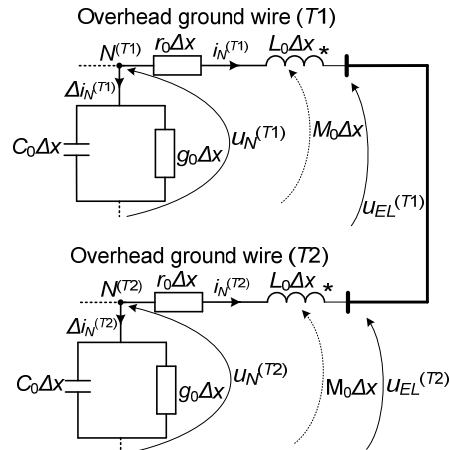 Overhead ground wire (T1)
N(T1) r0Δx iN(T1) L0Δx *
ΔiN(T1)
C0Δx g0Δx uN(T1) M0Δx uEL(T1)
Overhead ground wire (T2)
N(T2) r0Δx iN(T2) L0Δx *
ΔiN(T2)
C0Δx g0Δx uN(T2) M0Δx uEL(T2)